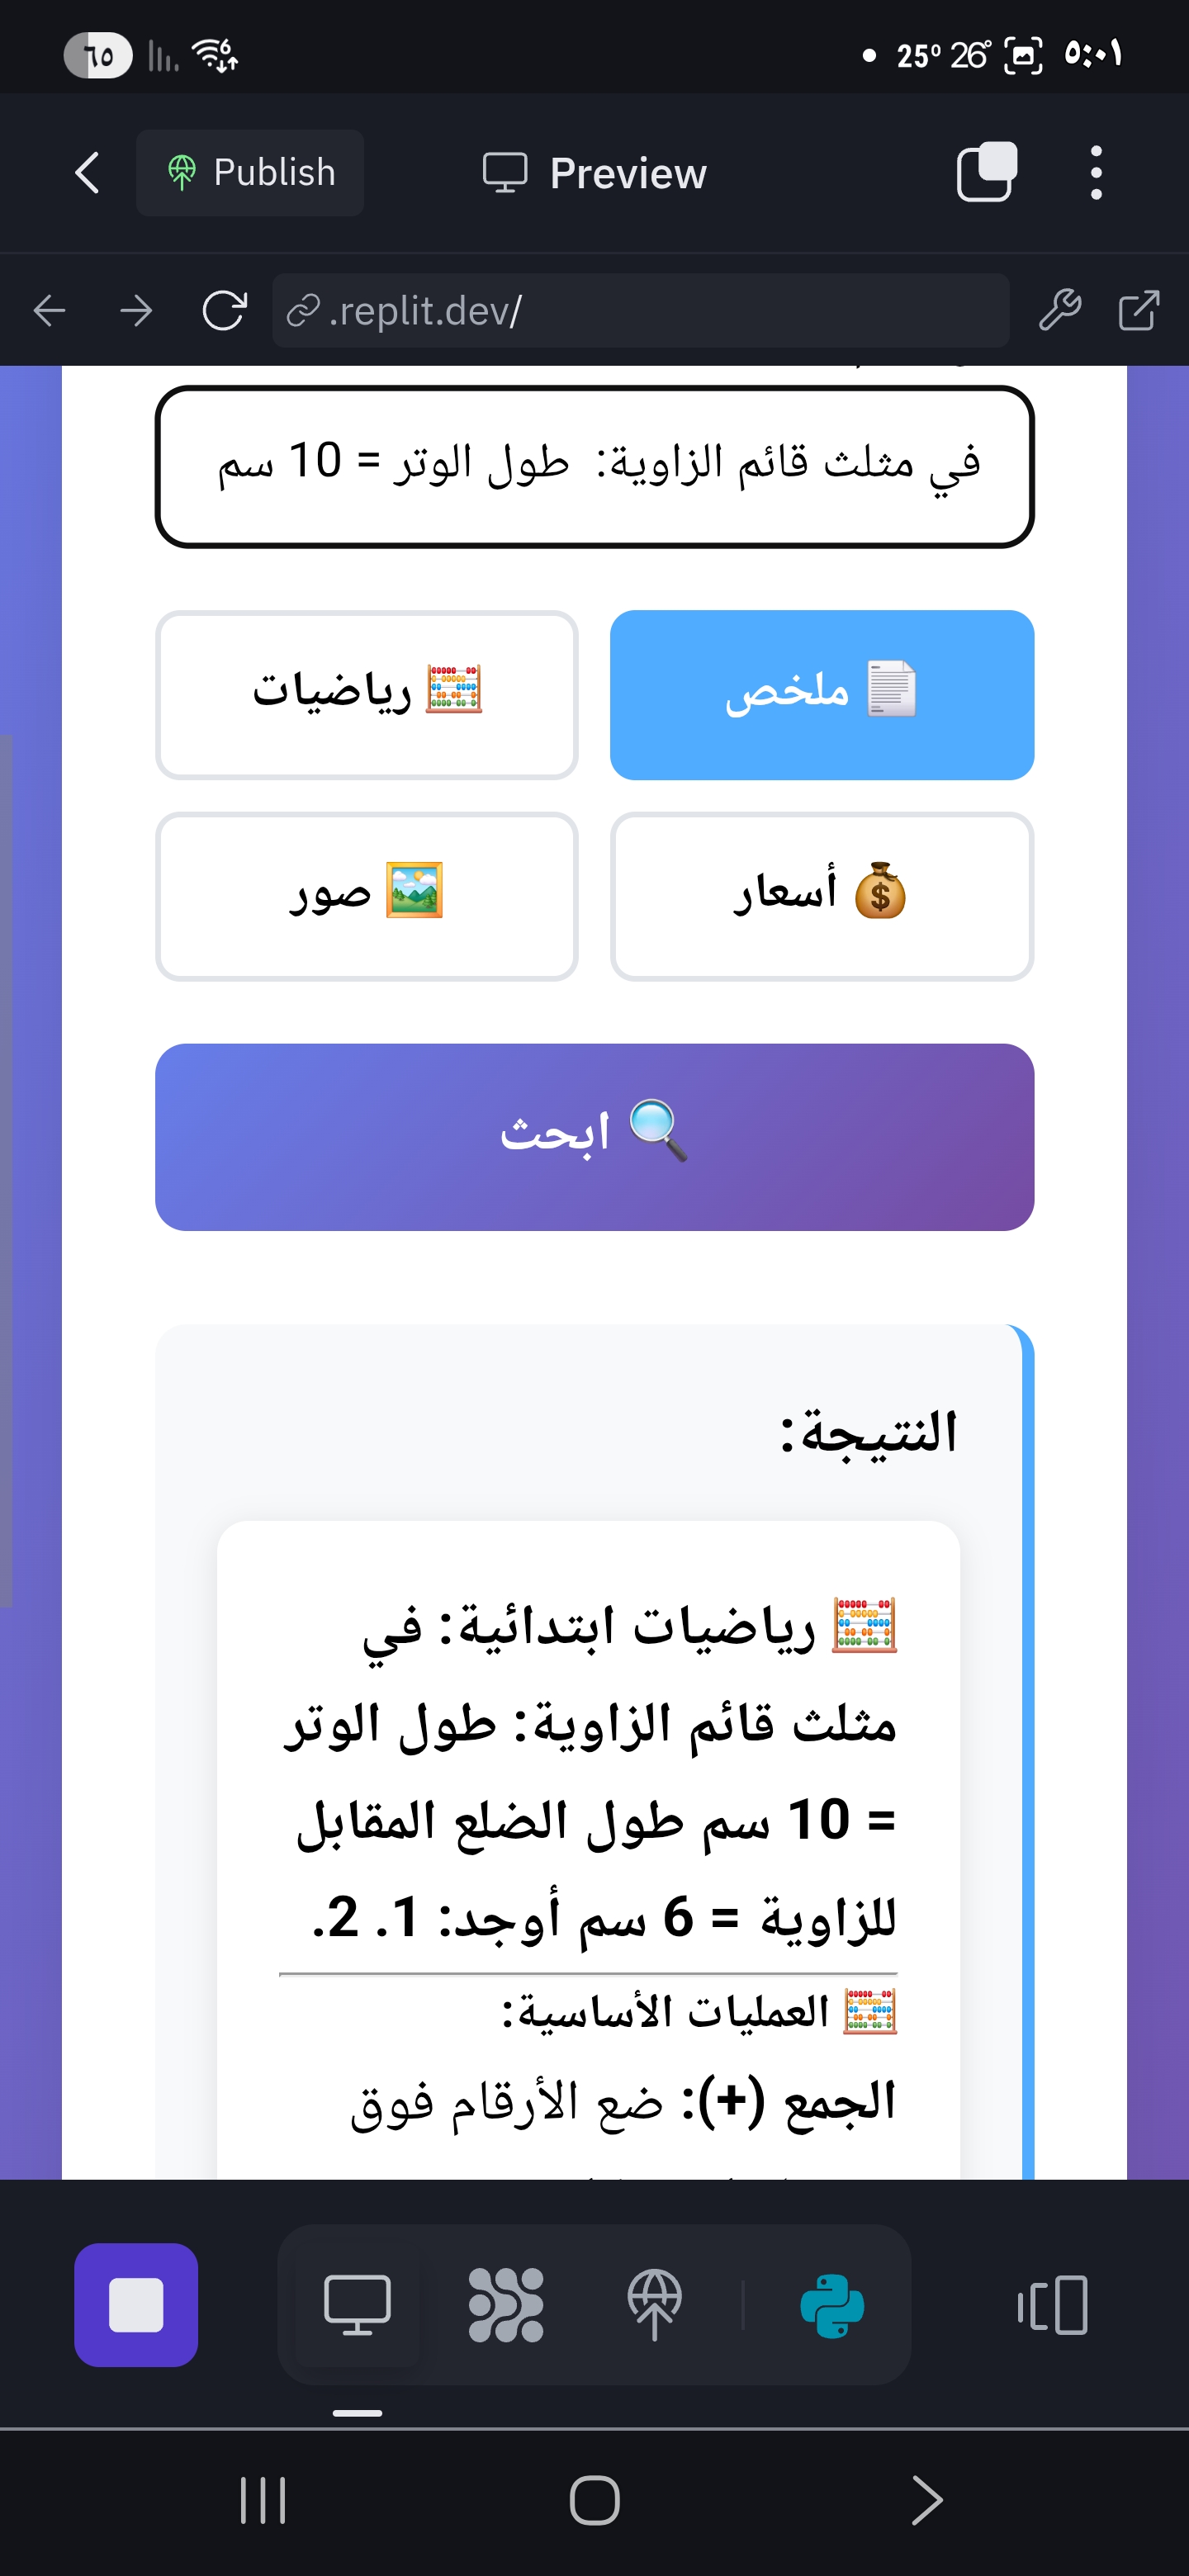 ٦٥
25° 26° ٥:٠١
Publish
Preview
.replit.dev/
في مثلث قائم الزاوية: طول الوتر = 10 سم
ملخص
رياضيات
أسعار
صور
ابحث
النتيجة:
رياضيات ابتدائية: في
مثلث قائم الزاوية: طول الوتر
= 10 سم طول الضلع المقابل
للزاوية = 6 سم أوجد: 1. 2.
العمليات الأساسية:
الجمع (+): ضع الأرقام فوق